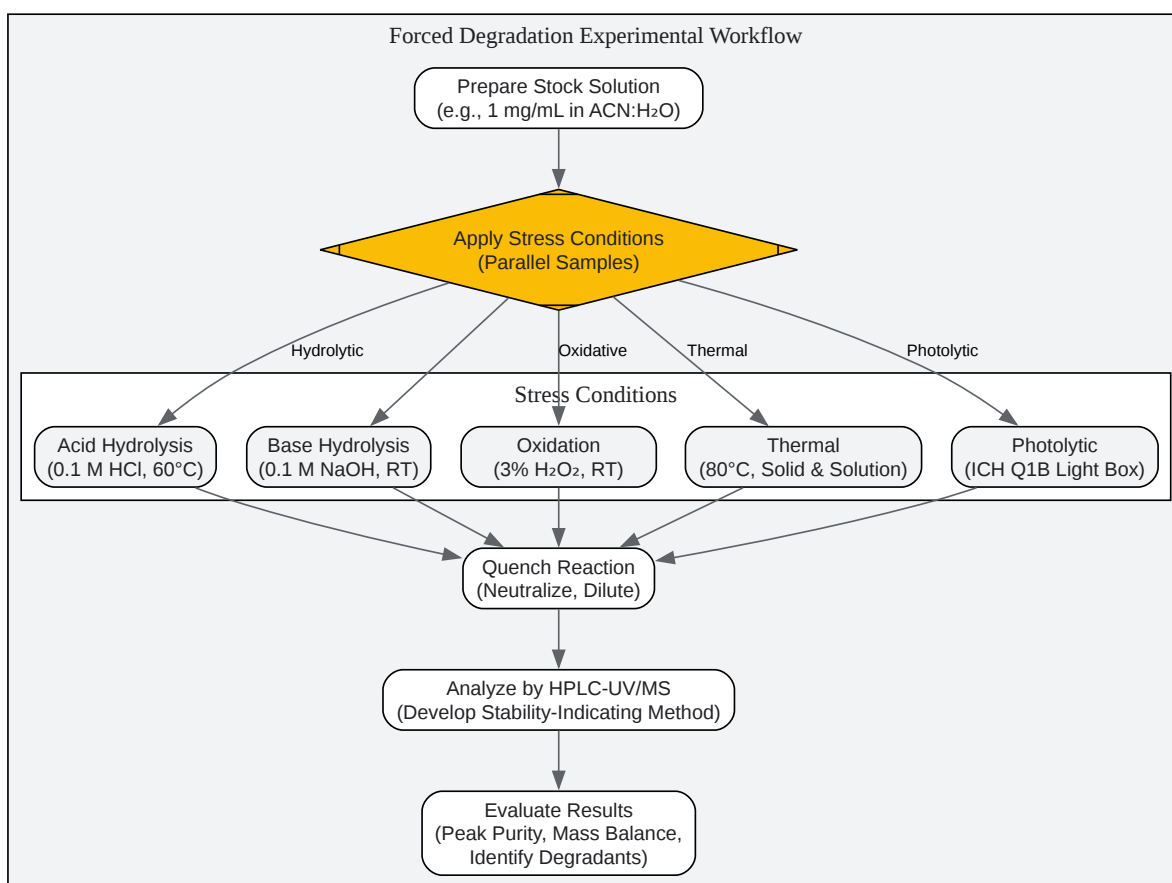 Forced Degradation Experimental Workflow
Prepare Stock Solution
(e.g., 1 mg/mL in ACN:H₂O)
Apply Stress Conditions
(Parallel Samples)
Hydrolytic
Oxidative
Thermal
Photolytic
Stress Conditions
Acid Hydrolysis
(0.1 M HCl, 60°C)
Base Hydrolysis
(0.1 M NaOH, RT)
Oxidation
(3% H₂O₂, RT)
Thermal
(80°C, Solid & Solution)
Photolytic
(ICH Q1B Light Box)
Quench Reaction
(Neutralize, Dilute)
Analyze by HPLC-UV/MS
(Develop Stability-Indicating Method)
Evaluate Results
(Peak Purity, Mass Balance,
Identify Degradants)